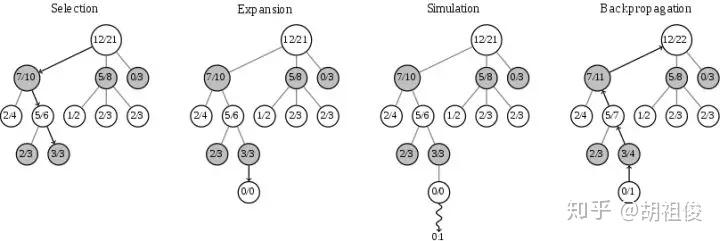 Selection Expansion Simulation Backpropagation
12/21 12/21 12/21 12/22
7/10 5/8 0/3 7/10 5/8 0/3 7/10 5/8 0/3 7/11 5/8 0/3
2/4 5/6 1/2 2/3 2/3 2/4 5/6 1/2 2/3 2/3 2/4 5/6 1/2 2/3 2/3 2/4 5/7 1/2 2/3 2/3
2/3 3/3 2/3 3/3 2/3 3/3 2/3 3/4
0/0 0/0 0/1
0:1
知乎 @胡祖俊